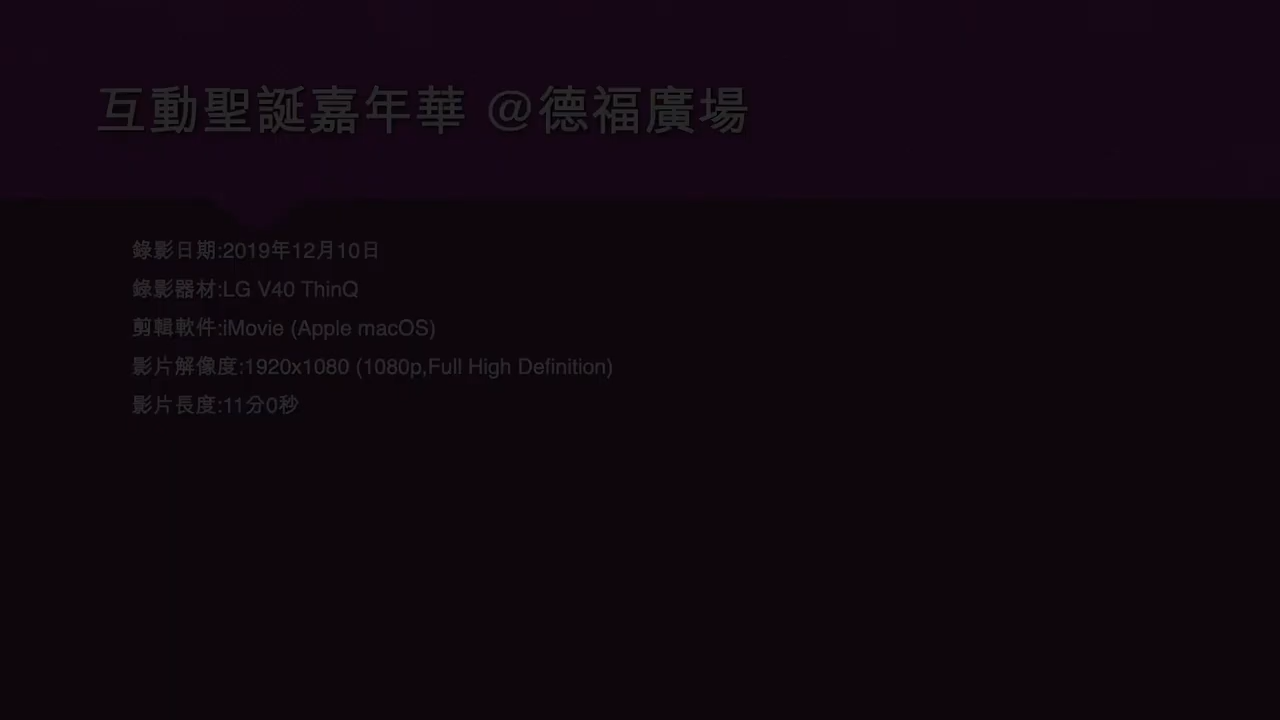 互動聖誕嘉年華 @德福廣場
錄影日期:2019年12月10日
錄影器材:LG V40 ThinQ
剪輯軟件:iMovie (Apple macOS)
影片解像度:1920x1080 (1080p,Full High Definition)
影片長度:11分0秒